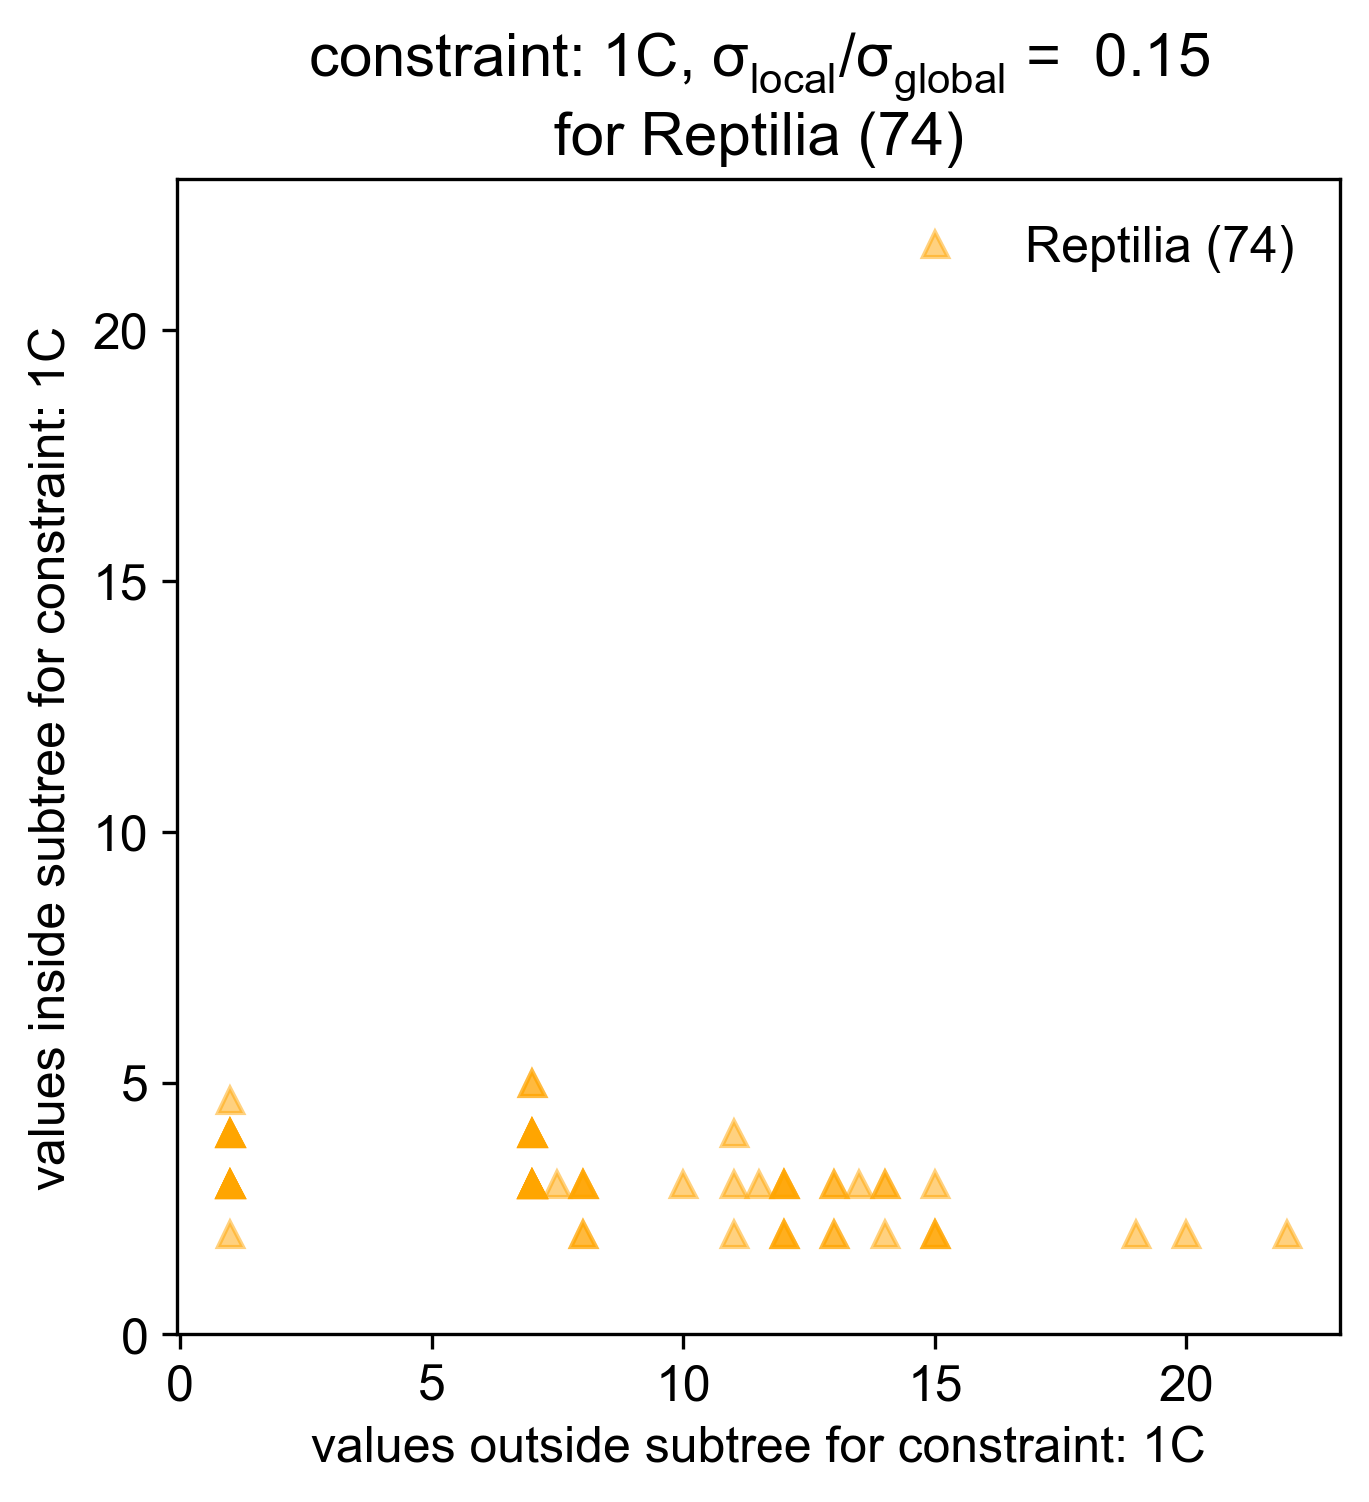 constraint: 1C, σlocal/σglobal = 0.15
for Reptilia (74)
Reptilia (74)
values inside subtree for constraint: 1C
20
15
10
5
0
0 5 10 15 20
values outside subtree for constraint: 1C